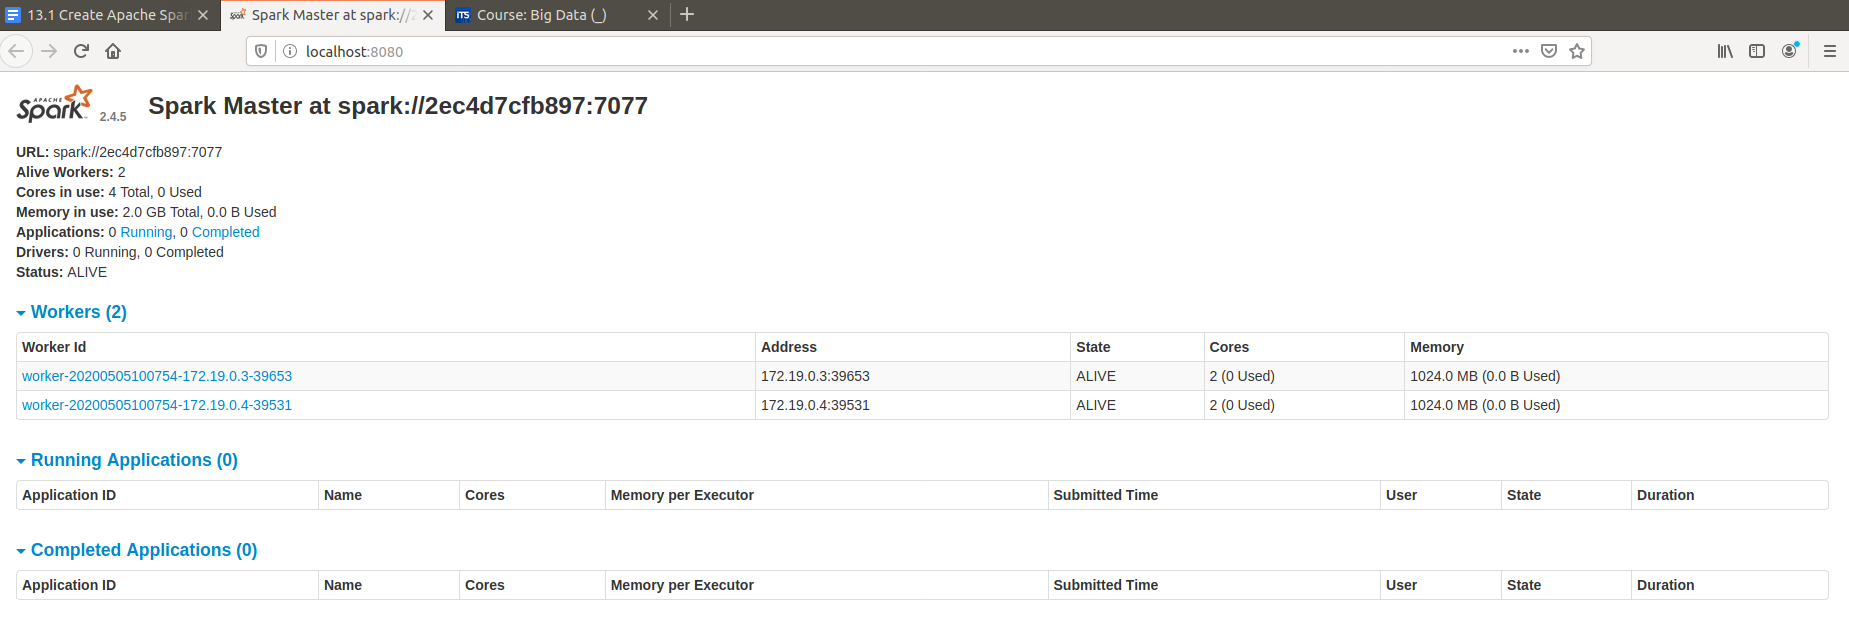 13.1 Create Apache Spar
Spark Master at spark://2
Course: Big Data (_)
localhost:8080
APACHE
Spark
2.4.5
Spark Master at spark://2ec4d7cfb897:7077
URL: spark://2ec4d7cfb897:7077
Alive Workers: 2
Cores in use: 4 Total, 0 Used
Memory in use: 2.0 GB Total, 0.0 B Used
Applications: 0 Running, 0 Completed
Drivers: 0 Running, 0 Completed
Status: ALIVE
Workers (2)
Worker Id Address State Cores Memory
worker-20200505100754-172.19.0.3-39653 172.19.0.3:39653 ALIVE 2 (0 Used) 1024.0 MB (0.0 B Used)
worker-20200505100754-172.19.0.4-39531 172.19.0.4:39531 ALIVE 2 (0 Used) 1024.0 MB (0.0 B Used)
Running Applications (0)
Application ID Name Cores Memory per Executor Submitted Time User State Duration
Completed Applications (0)
Application ID Name Cores Memory per Executor Submitted Time User State Duration